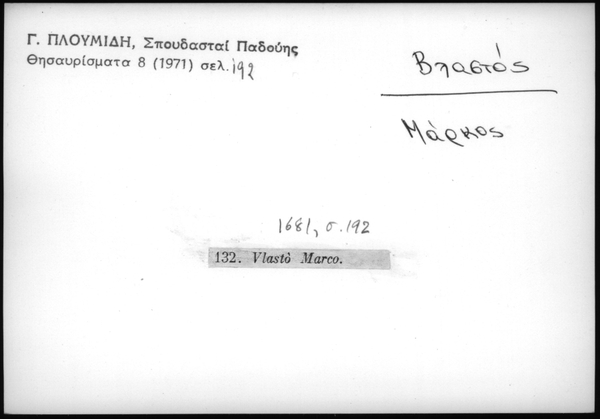 Γ. ΠΛΟΥΜΙΔΗ, Σπουδασταί Παδούης
Θησαυρίσματα 8 (1971) σελ. 192
Βλαστός
Μάρκος
1681, σ. 192
132. Vlastò Marco.